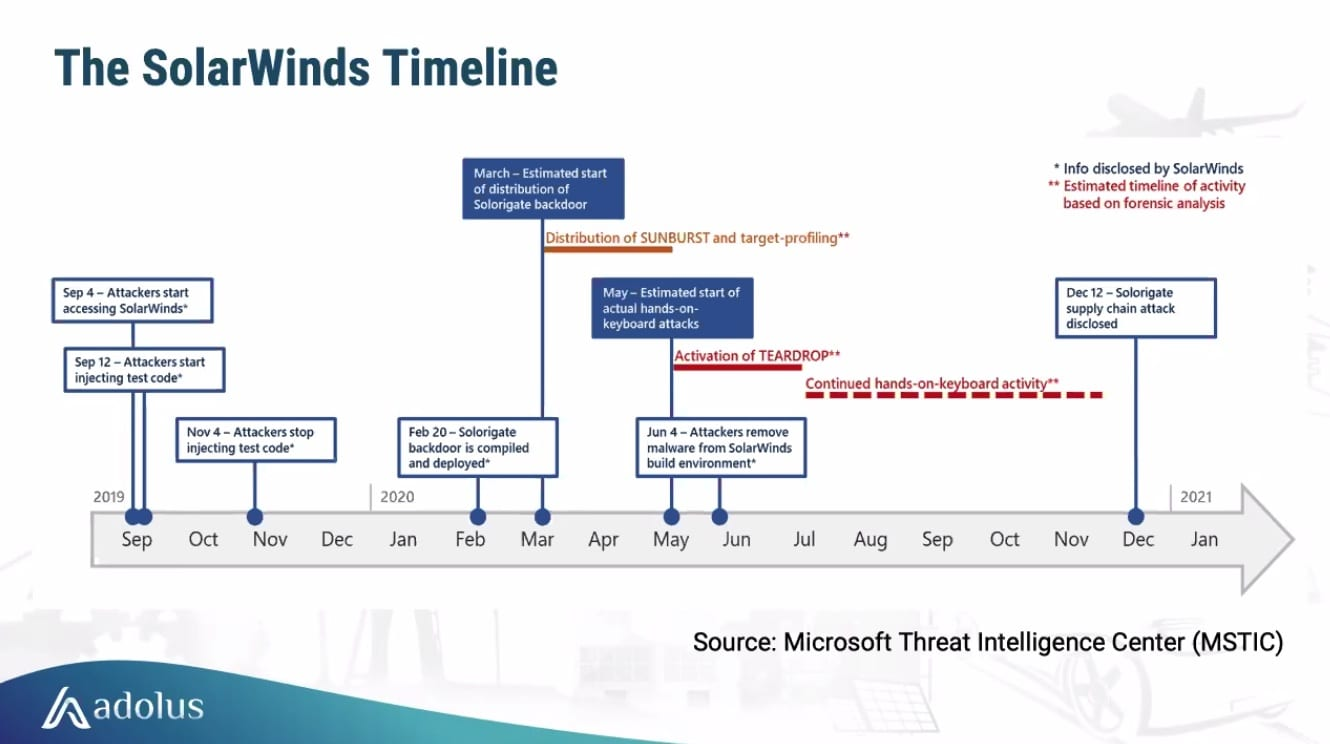 The SolarWinds Timeline
* Info disclosed by SolarWinds
** Estimated timeline of activity
based on forensic analysis
March – Estimated start
of distribution of
Solorigate backdoor
Distribution of SUNBURST and target-profiling**
Sep 4 – Attackers start
accessing SolarWinds*
May – Estimated start of
actual hands-on-
keyboard attacks
Dec 12 – Solorigate
supply chain attack
disclosed
Sep 12 – Attackers start
injecting test code*
Activation of TEARDROP**
Continued hands-on-keyboard activity**
Nov 4 – Attackers stop
injecting test code*
Feb 20 – Solorigate
backdoor is compiled
and deployed*
Jun 4 – Attackers remove
malware from SolarWinds
build environment*
2019 2020 2021
Sep Oct Nov Dec Jan Feb Mar Apr May Jun Jul Aug Sep Oct Nov Dec Jan
Source: Microsoft Threat Intelligence Center (MSTIC)
adolus